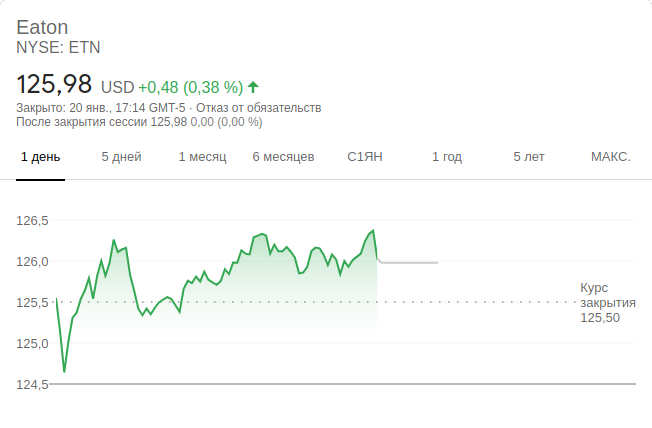 Eaton
NYSE: ETN
125,98 USD +0,48 (0,38 %)
Закрыто: 20 янв., 17:14 GMT-5 · Отказ от обязательств
После закрытия сессии 125,98 0,00 (0,00 %)
1 день 5 дней 1 месяц 6 месяцев С1ЯН 1 год 5 лет МАКС.
126,5
126,0
125,5
125,0
124,5
Курс
закрытия
125,50